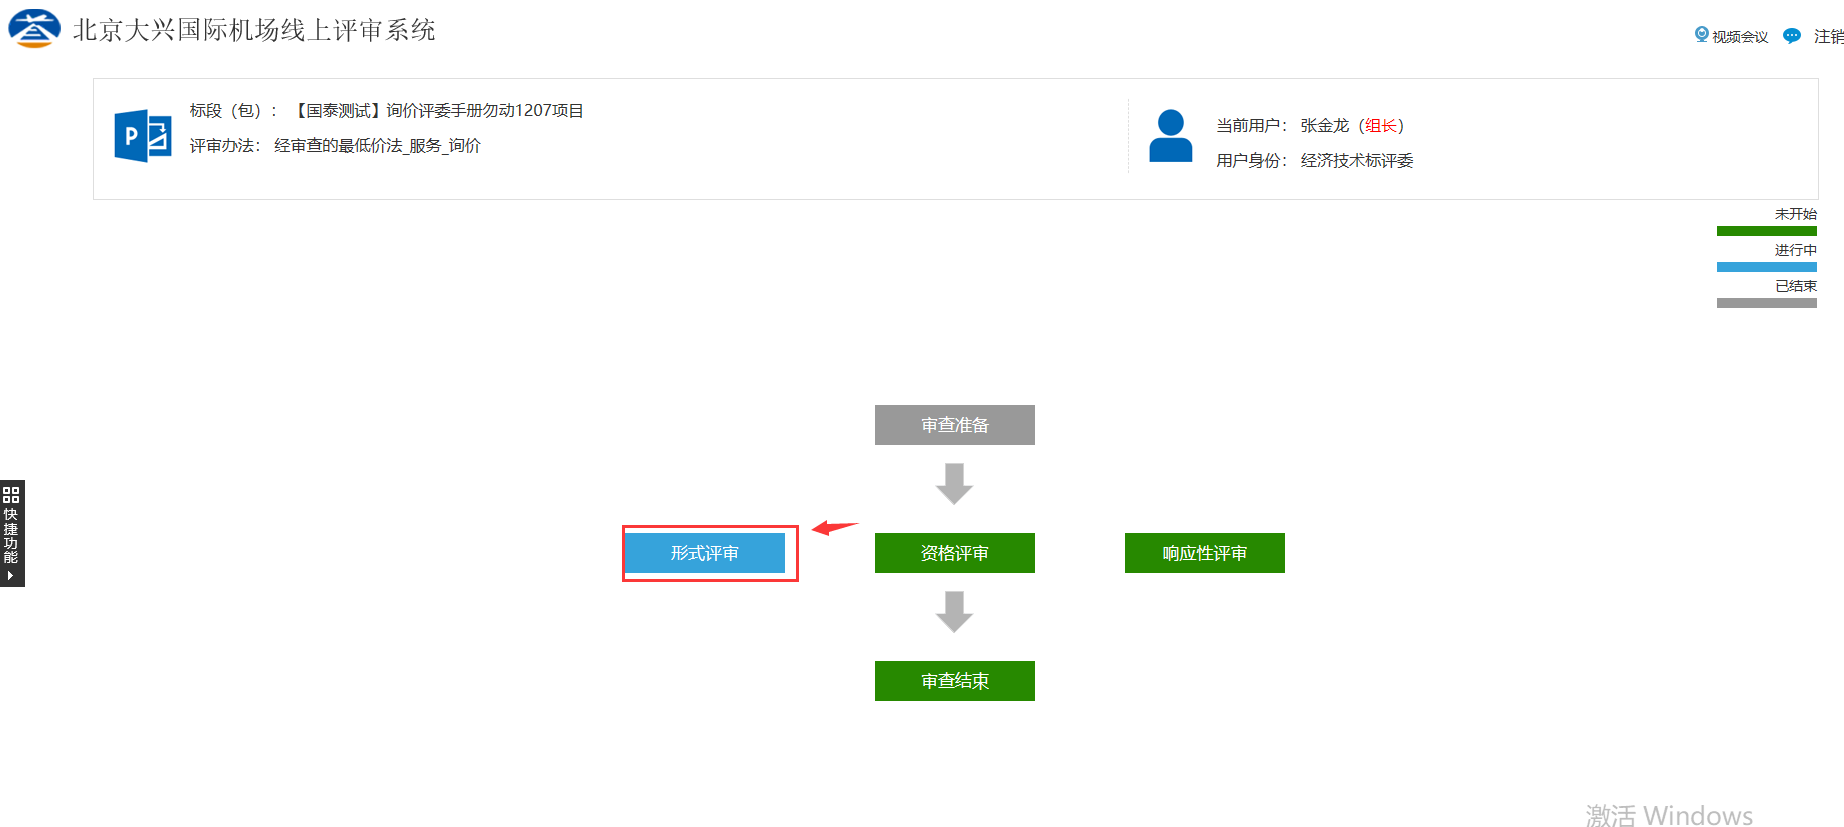 北京大兴国际机场线上评审系统
视频会议
注销
标段（包）： 【国泰测试】询价评委手册勿动1207项目
评审办法： 经审查的最低价法_服务_询价
当前用户： 张金龙（组长）
用户身份： 经济技术标评委
未开始
进行中
已结束
审查准备
形式评审
资格评审
响应性评审
审查结束
快捷功能
激活 Windows